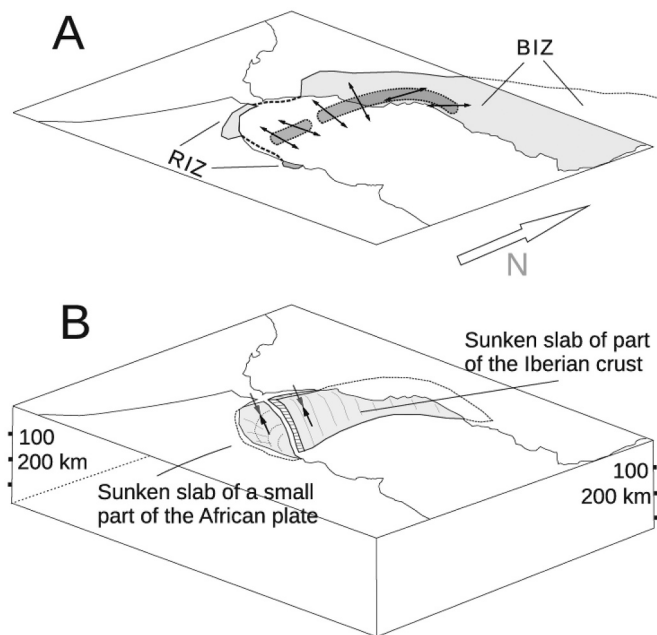 A
BIZ
RIZ
N
B
Sunken slab of part
of the Iberian crust
100
200 km
100
200 km
Sunken slab of a small
part of the African plate